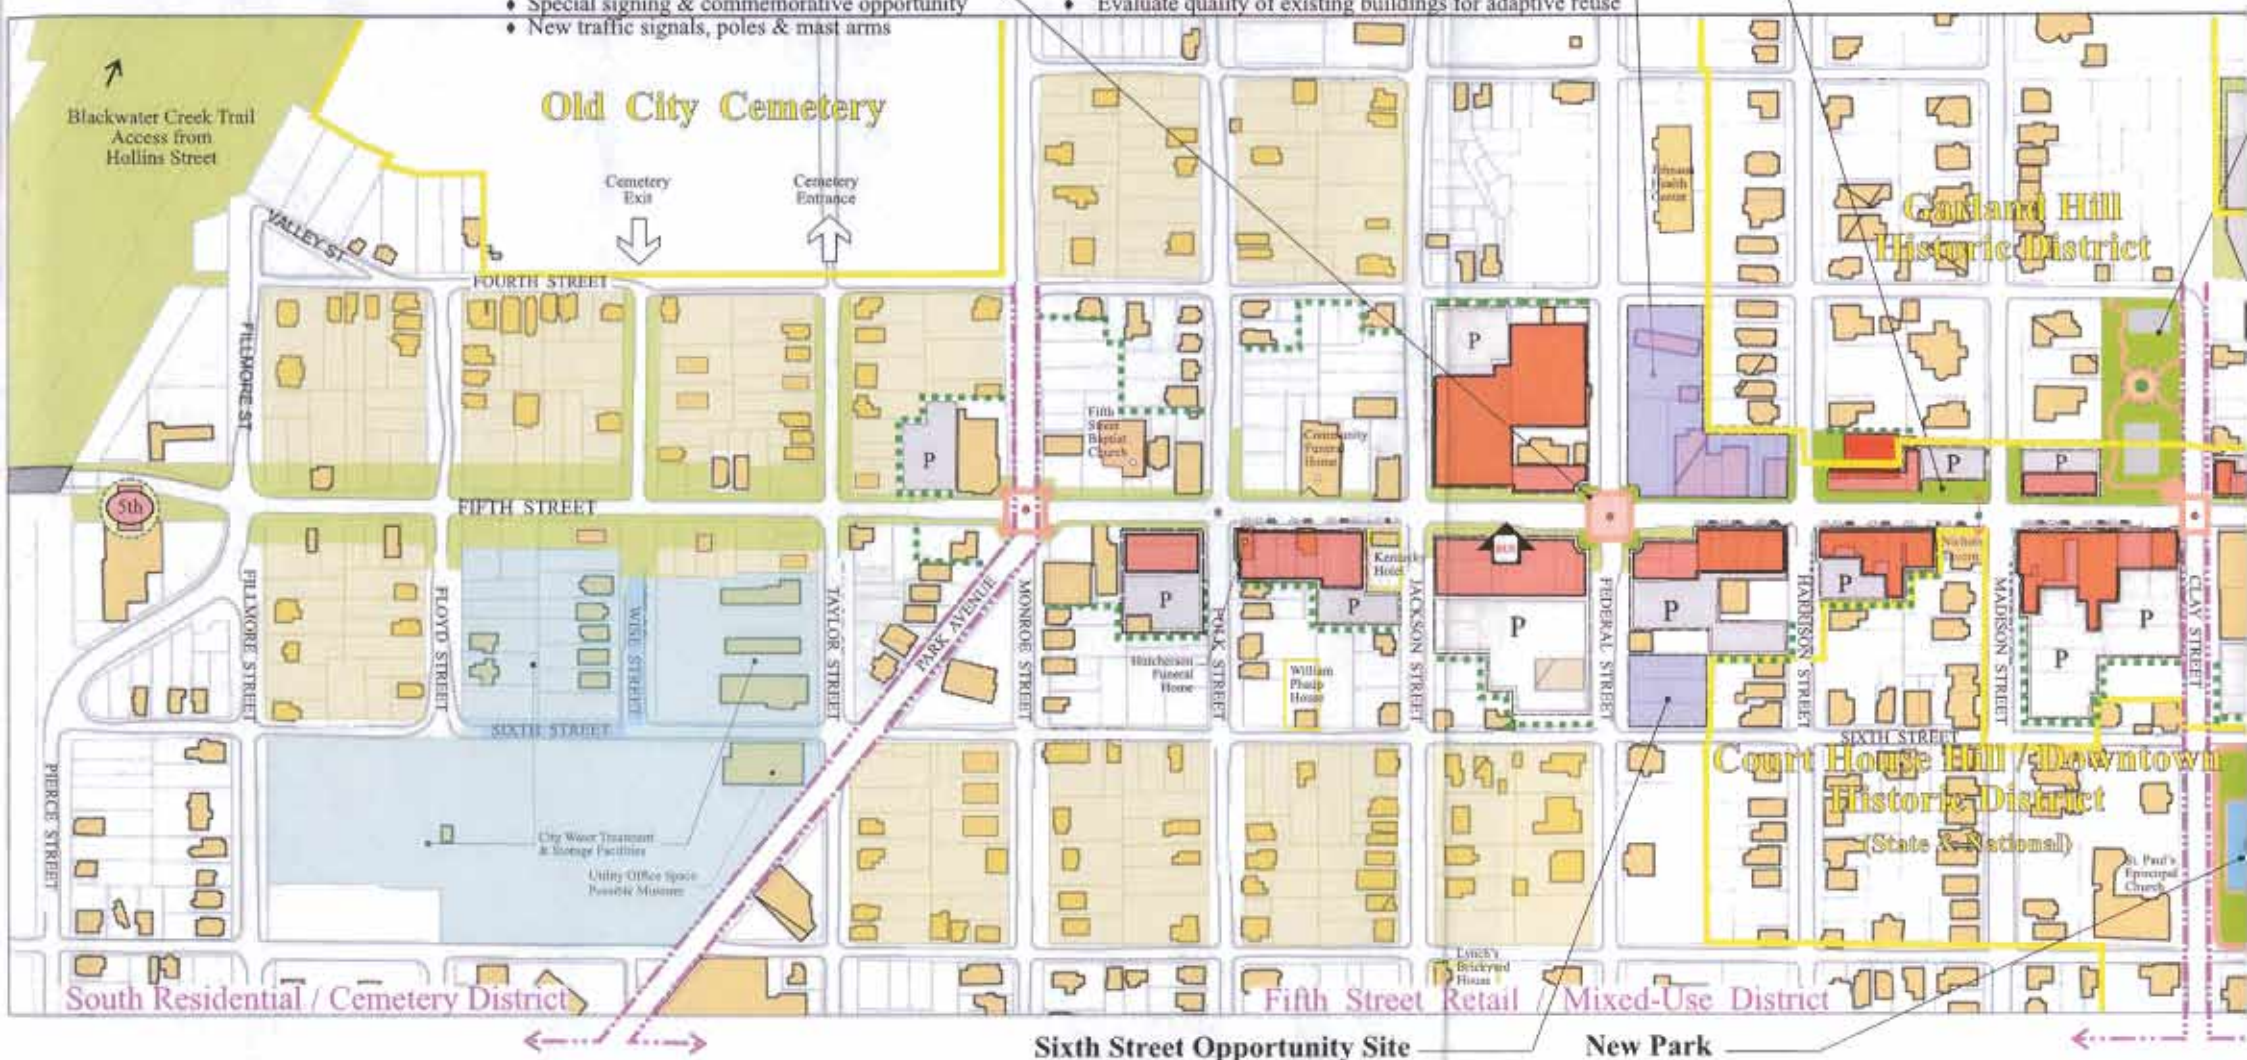 Special signing & commemorative opportunity
New traffic signals, poles & mast arms
Evaluate quality of existing buildings for adaptive reuse
Blackwater Creek Trail
Access from
Hollins Street
Old City Cemetery
Cemetery
Exit
Cemetery
Entrance
VALLEY ST
FOURTH STREET
FILLMORE ST
Health
Center
Garland Hill
Historic District
P
Fifth
Street
Baptist
Church
Community
Funeral
Home
P
P
P
5th
FIFTH STREET
BUS
Kentucky
Hotel
FILLMORE STREET
FLOYD STREET
WISE STREET
TAYLOR STREET
PARK AVENUE
MONROE STREET
P
POLK STREET
P
JACKSON STREET
P
FEDERAL STREET
P
HARRISON STREET
P
MADISON STREET
P
P
CLAY STREET
Hutcherson
Funeral
Home
William
Phaup
House
SIXTH STREET
SIXTH STREET
PIERCE STREET
Court House Hill / Downtown
Historic District
(State & National)
City Water Treatment
& Storage Facilities
Utility Office Space
Possible Museum
St. Paul's
Episcopal
Church
Lynch's
Brickyard
House
South Residential / Cemetery District
Fifth Street Retail / Mixed-Use District
Sixth Street Opportunity Site
New Park